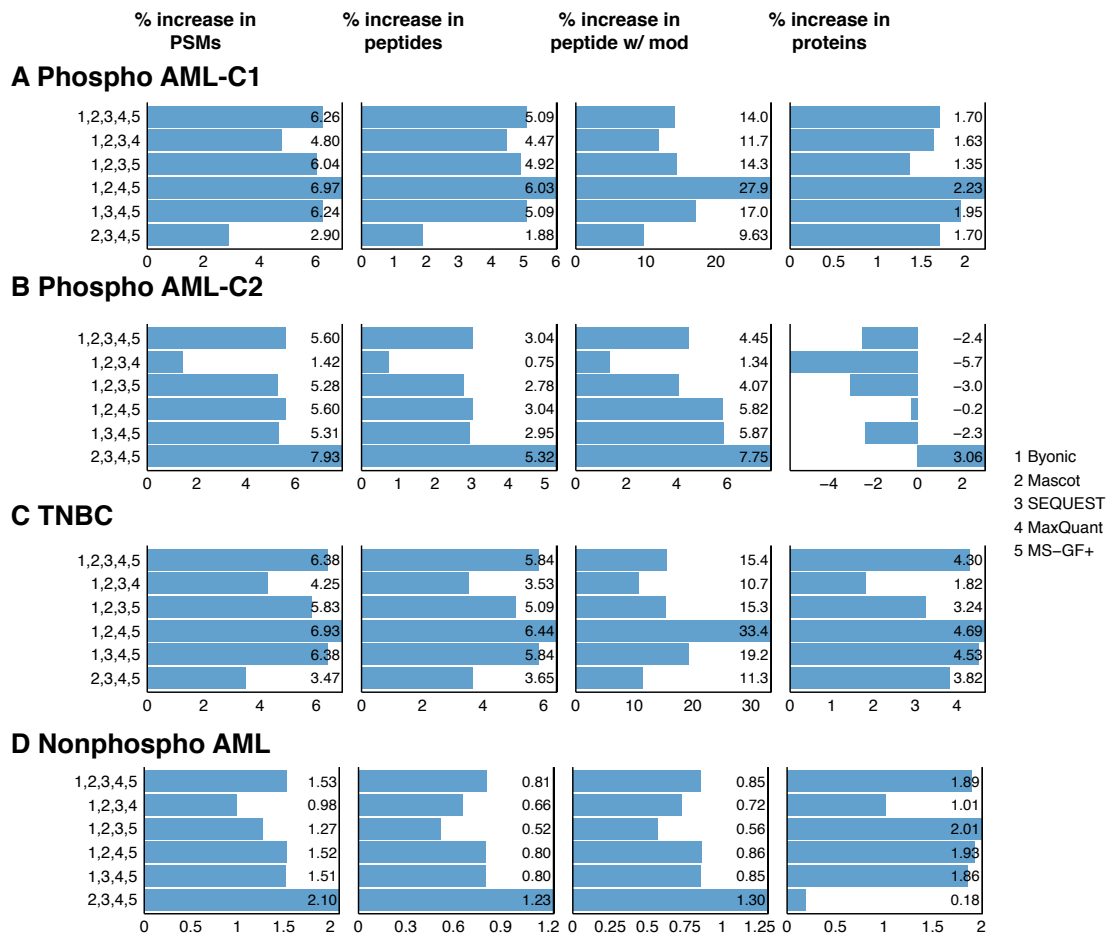 % increase in PSMs
% increase in peptides
% increase in peptide w/ mod
% increase in proteins
A Phospho AML-C1
1,2,3,4,5 6.26 5.09 14.0 1.70
1,2,3,4 4.80 4.47 11.7 1.63
1,2,3,5 6.04 4.92 14.3 1.35
1,2,4,5 6.97 6.03 27.9 2.23
1,3,4,5 6.24 5.09 17.0 1.95
2,3,4,5 2.90 1.88 9.63 1.70
0 2 4 6 0 1 2 3 4 5 6 0 10 20 0 0.5 1 1.5 2
B Phospho AML-C2
1,2,3,4,5 5.60 3.04 4.45 −2.4
1,2,3,4 1.42 0.75 1.34 −5.7
1,2,3,5 5.28 2.78 4.07 −3.0
1,2,4,5 5.60 3.04 5.82 −0.2
1,3,4,5 5.31 2.95 5.87 −2.3
2,3,4,5 7.93 5.32 7.75 3.06
0 2 4 6 0 1 2 3 4 5 0 2 4 6 −4 −2 0 2
1 Byonic
2 Mascot
3 SEQUEST
4 MaxQuant
5 MS−GF+
C TNBC
1,2,3,4,5 6.38 5.84 15.4 4.30
1,2,3,4 4.25 3.53 10.7 1.82
1,2,3,5 5.83 5.09 15.3 3.24
1,2,4,5 6.93 6.44 33.4 4.69
1,3,4,5 6.38 5.84 19.2 4.53
2,3,4,5 3.47 3.65 11.3 3.82
0 2 4 6 0 2 4 6 0 10 20 30 0 1 2 3 4
D Nonphospho AML
1,2,3,4,5 1.53 0.81 0.85 1.89
1,2,3,4 0.98 0.66 0.72 1.01
1,2,3,5 1.27 0.52 0.56 2.01
1,2,4,5 1.52 0.80 0.86 1.93
1,3,4,5 1.51 0.80 0.85 1.86
2,3,4,5 2.10 1.23 1.30 0.18
0 0.5 1 1.5 2 0 0.3 0.6 0.9 1.2 0 0.25 0.5 0.75 1 1.25 0 0.5 1 1.5 2